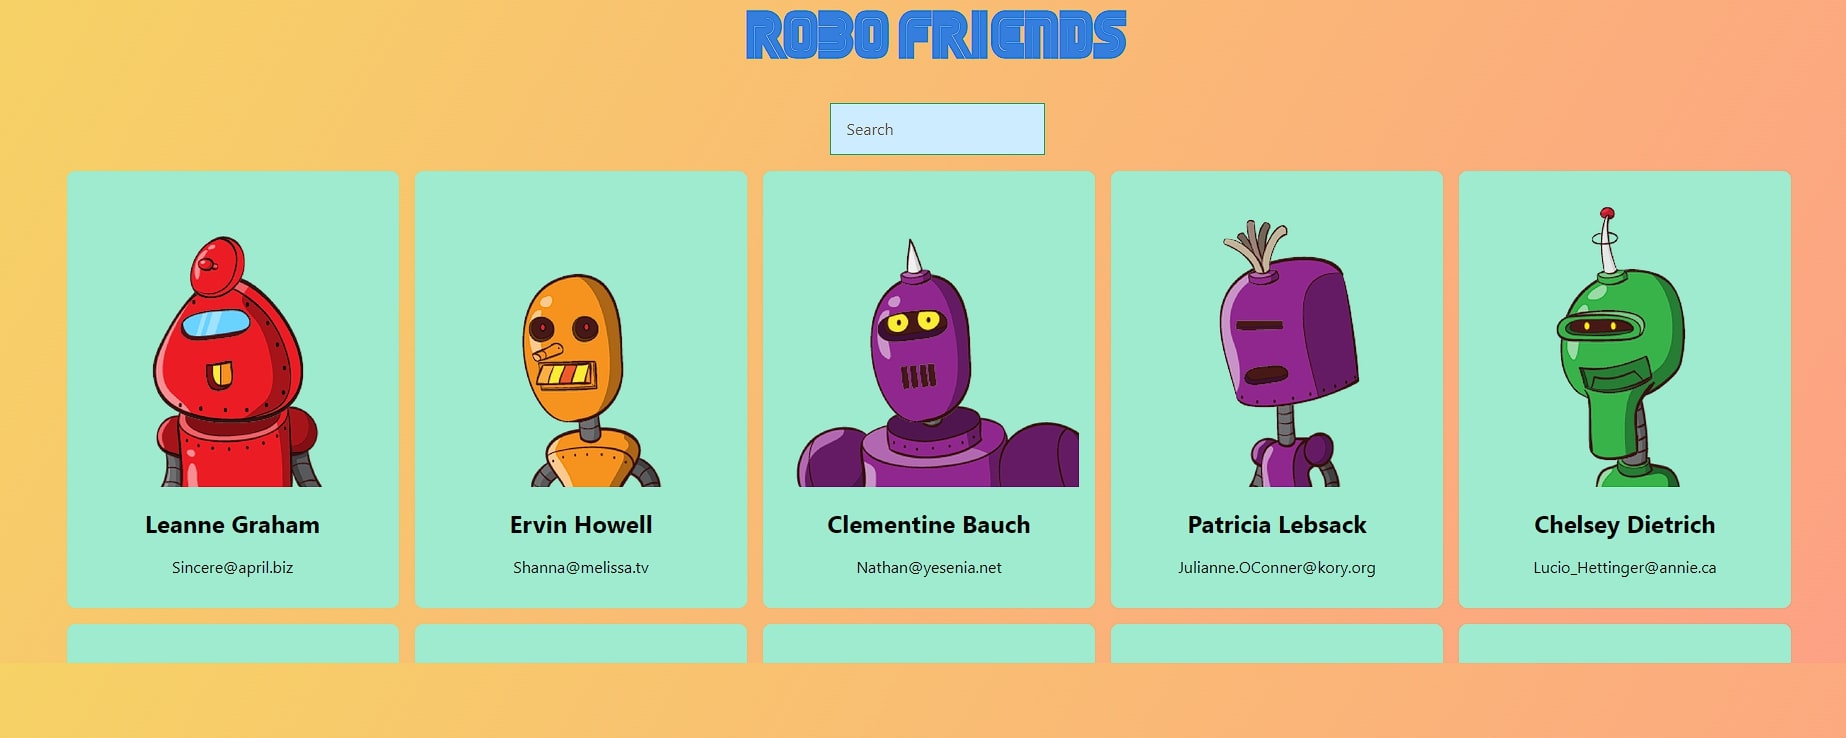 ROBO FRIENDS
Search
Leanne Graham
Sincere@april.biz
Ervin Howell
Shanna@melissa.tv
Clementine Bauch
Nathan@yesenia.net
Patricia Lebsack
Julianne.OConner@kory.org
Chelsey Dietrich
Lucio_Hettinger@annie.ca